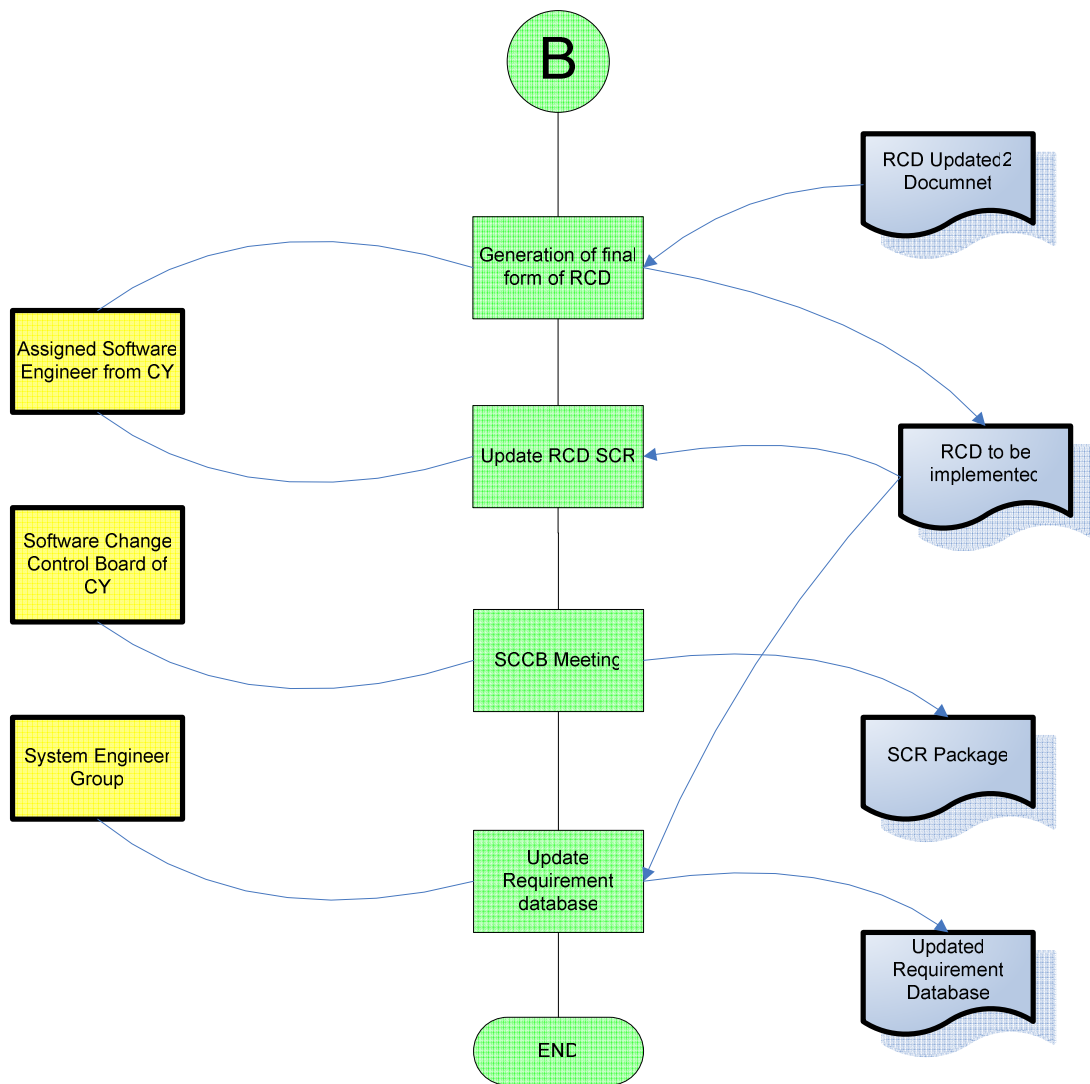 B
RCD Updated2
Documnet
Generation of final
form of RCD
Assigned Software
Engineer from CY
Update RCD SCR
RCD to be
implemented
Software Change
Control Board of
CY
SCCB Meeting
System Engineer
Group
SCR Package
Update
Requirement
database
Updated
Requirement
Database
END